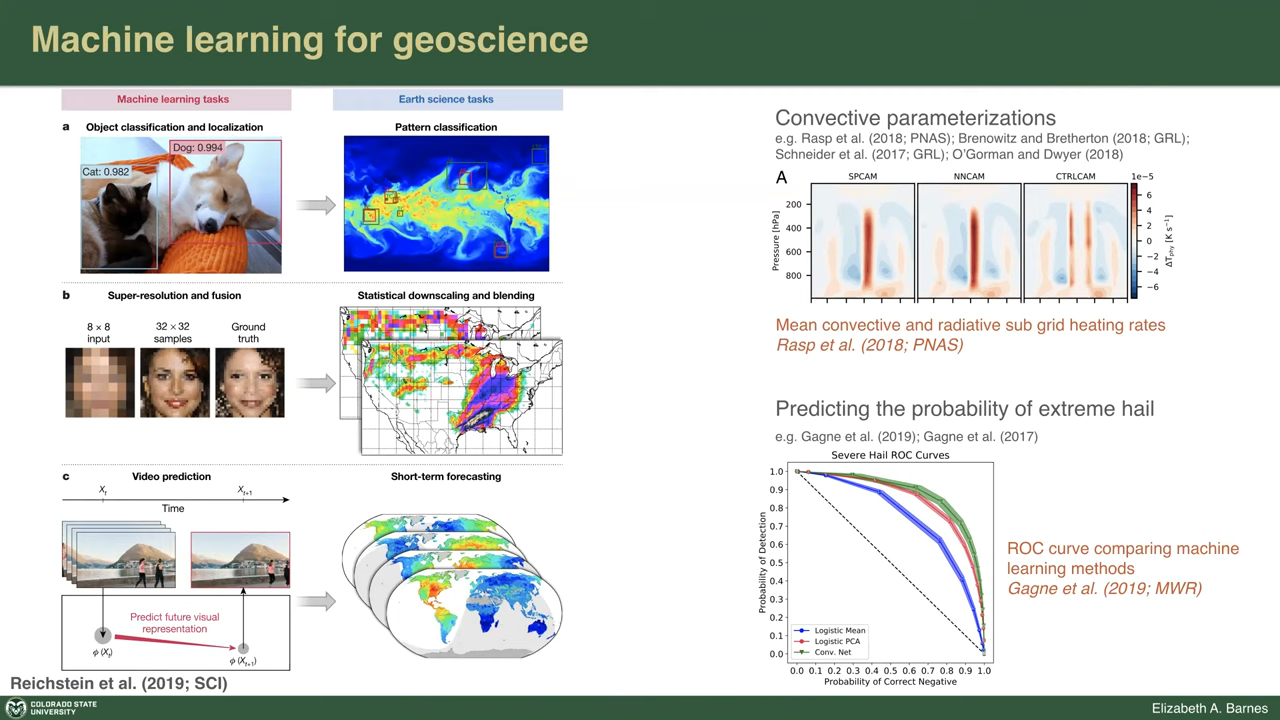 Machine learning for geoscience
Machine learning tasks
Earth science tasks
a
Object classification and localization
Pattern classification
Dog: 0.994
Cat: 0.982
b
Super-resolution and fusion
Statistical downscaling and blending
8 × 8
input
32 × 32
samples
Ground
truth
c
Video prediction
Short-term forecasting
Xt
Xt+1
Time
Predict future visual
representation
ϕ (Xt)
ϕ (Xt+1)
Reichstein et al. (2019; SCI)
Convective parameterizations
e.g. Rasp et al. (2018; PNAS); Brenowitz and Bretherton (2018; GRL);
Schneider et al. (2017; GRL); O'Gorman and Dwyer (2018)
A
SPCAM
NNCAM
CTRLCAM
1e−5
Pressure [hPa]
200
400
600
800
6
4
2
0
−2
−4
−6
ΔTphy [K s−1]
Mean convective and radiative sub grid heating rates
Rasp et al. (2018; PNAS)
Predicting the probability of extreme hail
e.g. Gagne et al. (2019); Gagne et al. (2017)
Severe Hail ROC Curves
Probability of Detection
1.0
0.9
0.8
0.7
0.6
0.5
0.4
0.3
0.2
0.1
0.0
Logistic Mean
Logistic PCA
Conv. Net
0.0 0.1 0.2 0.3 0.4 0.5 0.6 0.7 0.8 0.9 1.0
Probability of Correct Negative
ROC curve comparing machine
learning methods
Gagne et al. (2019; MWR)
COLORADO STATE
UNIVERSITY
Elizabeth A. Barnes